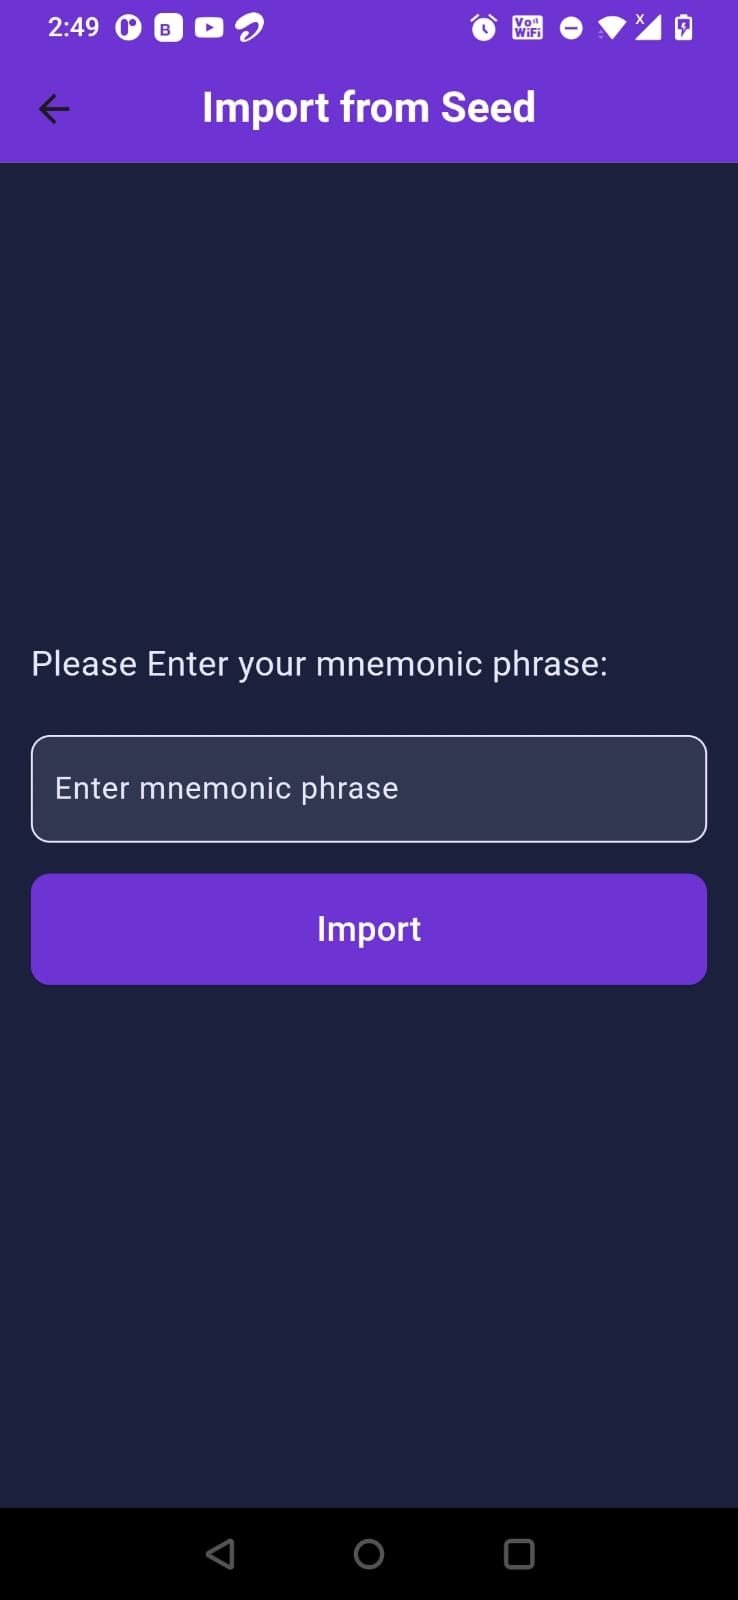 2:49
B
Vo
WiFi
X
Import from Seed
Please Enter your mnemonic phrase:
Enter mnemonic phrase
Import